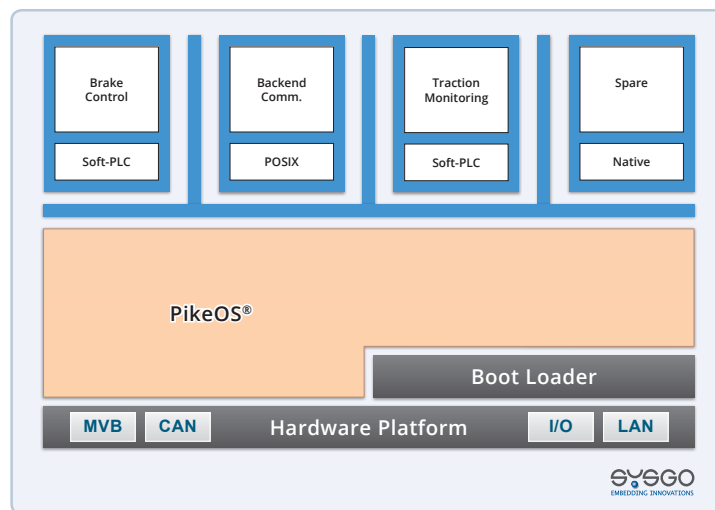 Brake
Control
Backend
Comm.
Traction
Monitoring
Spare
Soft-PLC
POSIX
Soft-PLC
Native
PikeOS®
Boot Loader
MVB
CAN
Hardware Platform
I/O
LAN
SYSGO
EMBEDDING INNOVATIONS